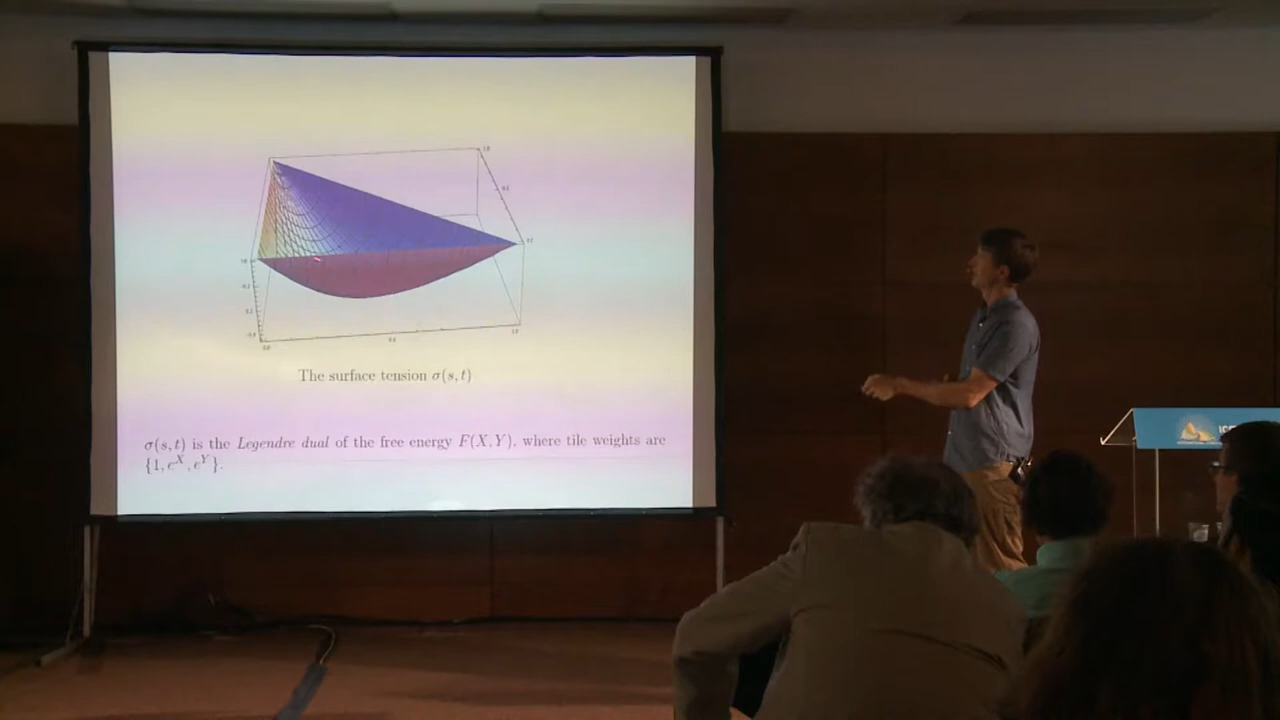 The surface tension σ(s, t)
σ(s, t) is the Legendre dual of the free energy F(X, Y), where tile weights are
{1, e^X, e^Y}.